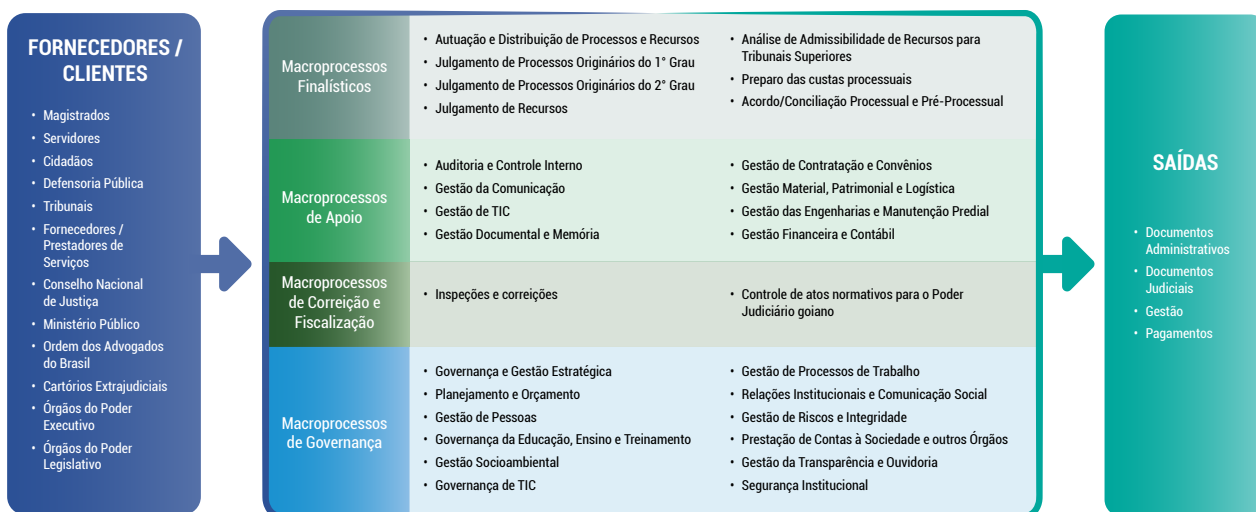 FORNECEDORES /
CLIENTES
• Magistrados
• Servidores
• Cidadãos
• Defensoria Pública
• Tribunais
• Fornecedores /
Prestadores de
Serviços
• Conselho Nacional
de Justiça
• Ministério Público
• Ordem dos Advogados
do Brasil
• Cartórios Extrajudiciais
• Órgãos do Poder
Executivo
• Órgãos do Poder
Legislativo
Macroprocessos
Finalísticos
• Autuação e Distribuição de Processos e Recursos
• Julgamento de Processos Originários do 1° Grau
• Julgamento de Processos Originários do 2° Grau
• Julgamento de Recursos
• Análise de Admissibilidade de Recursos para
Tribunais Superiores
• Preparo das custas processuais
• Acordo/Conciliação Processual e Pré-Processual
Macroprocessos
de Apoio
• Auditoria e Controle Interno
• Gestão da Comunicação
• Gestão de TIC
• Gestão Documental e Memória
• Gestão de Contratação e Convênios
• Gestão Material, Patrimonial e Logística
• Gestão das Engenharias e Manutenção Predial
• Gestão Financeira e Contábil
Macroprocessos
de Correição e
Fiscalização
• Inspeções e correições
• Controle de atos normativos para o Poder
Judiciário goiano
Macroprocessos
de Governança
• Governança e Gestão Estratégica
• Planejamento e Orçamento
• Gestão de Pessoas
• Governança da Educação, Ensino e Treinamento
• Gestão Socioambiental
• Governança de TIC
• Gestão de Processos de Trabalho
• Relações Institucionais e Comunicação Social
• Gestão de Riscos e Integridade
• Prestação de Contas à Sociedade e outros Órgãos
• Gestão da Transparência e Ouvidoria
• Segurança Institucional
SAÍDAS
• Documentos
Administrativos
• Documentos
Judiciais
• Gestão
• Pagamentos